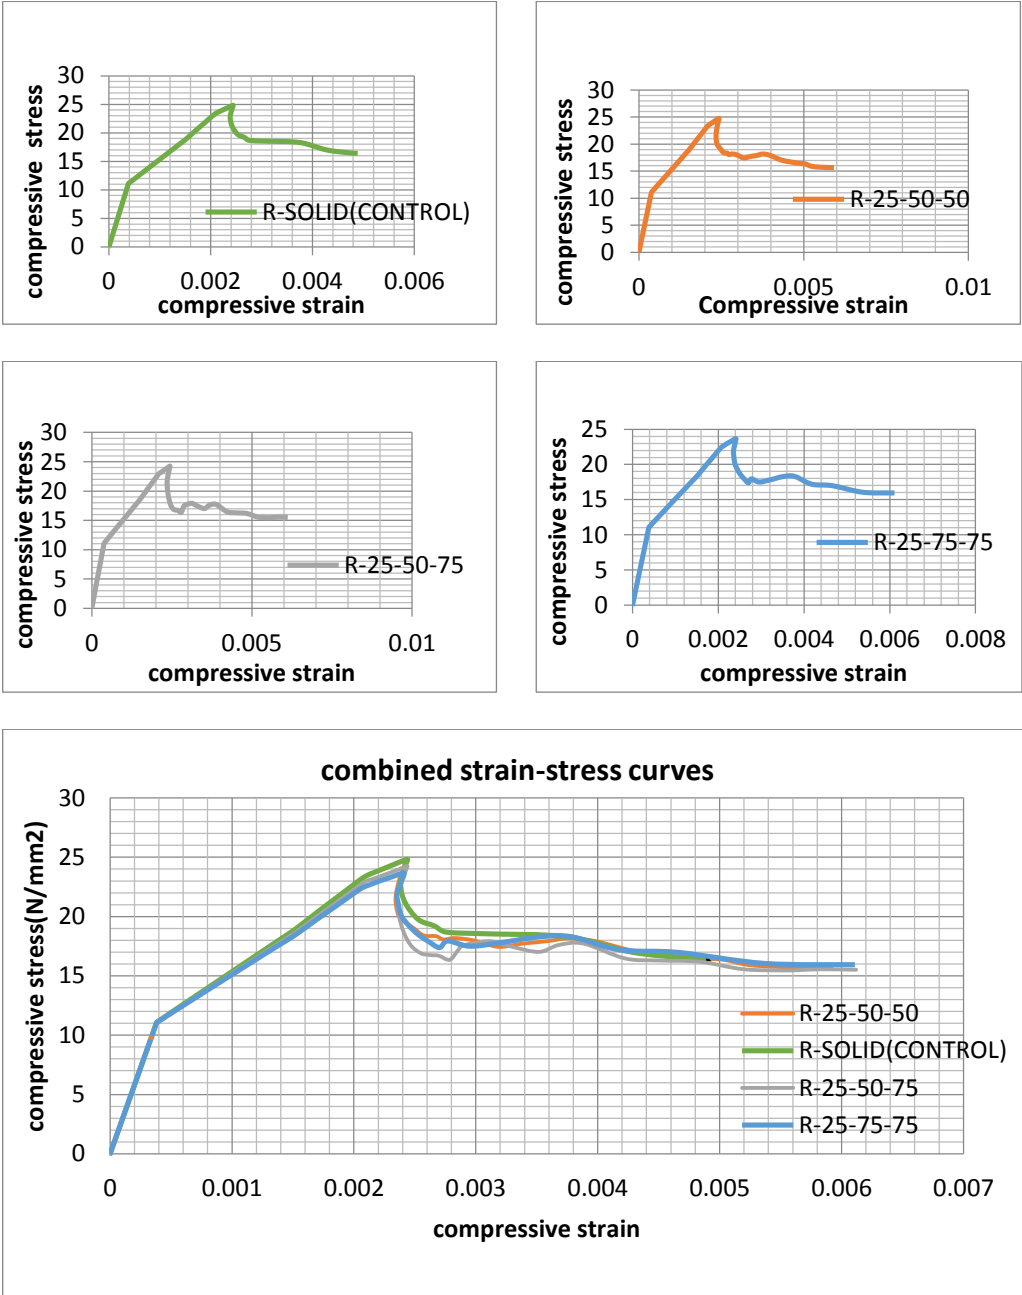 compressive stress
30
25
20
15
10
5
0
R-SOLID(CONTROL)
0 0.002 0.004 0.006
compressive strain
compressive stress
30
25
20
15
10
5
0
R-25-50-50
0 0.005 0.01
Compressive strain
compressive stress
30
25
20
15
10
5
0
R-25-50-75
0 0.005 0.01
compressive strain
compressive stress
25
20
15
10
5
0
R-25-75-75
0 0.002 0.004 0.006 0.008
compressive strain
combined strain-stress curves
compressive stress(N/mm2)
30
25
20
15
10
5
0
R-25-50-50
R-SOLID(CONTROL)
R-25-50-75
R-25-75-75
0 0.001 0.002 0.003 0.004 0.005 0.006 0.007
compressive strain